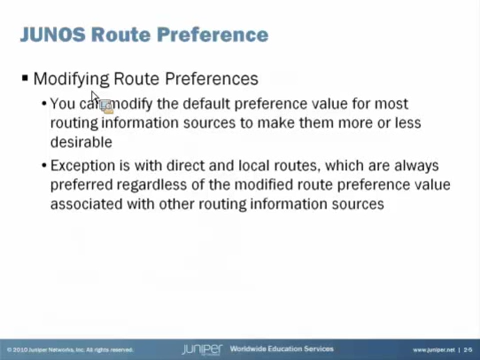 JUNOS Route Preference
▪ Modifying Route Preferences
• You can modify the default preference value for most
routing information sources to make them more or less
desirable
• Exception is with direct and local routes, which are always
preferred regardless of the modified route preference value
associated with other routing information sources
© 2010 Juniper Networks, Inc. All rights reserved.
JUNIPER
Worldwide Education Services
www.juniper.net | 2-5